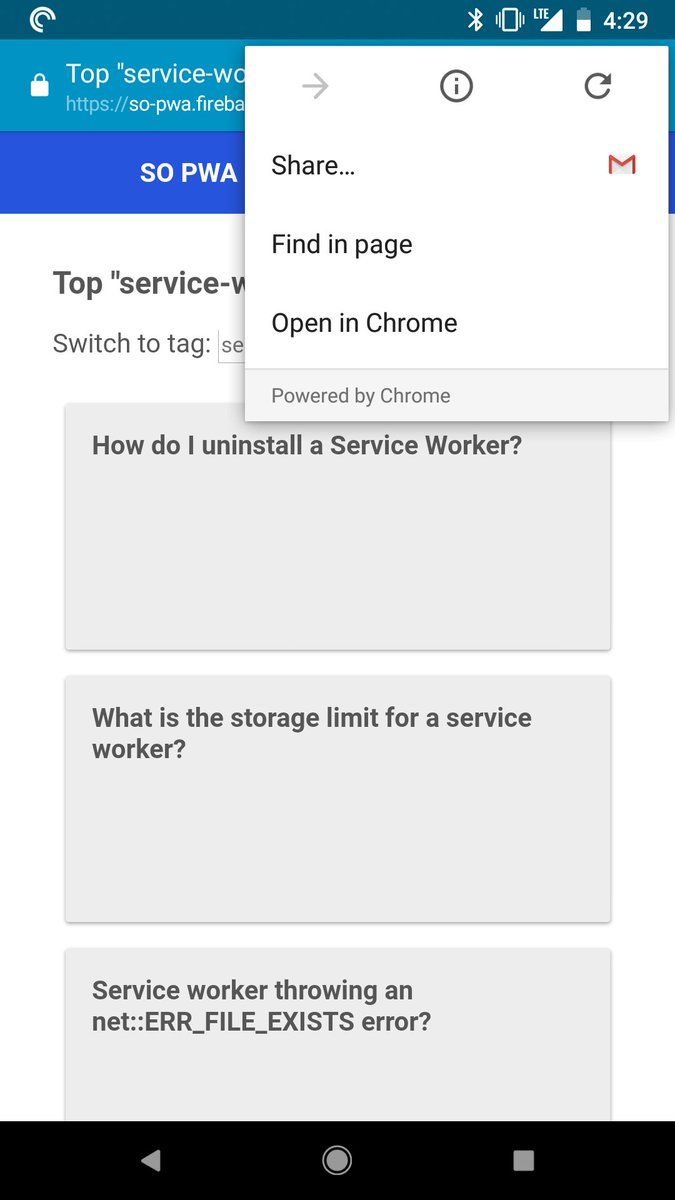 LTE 4:29
Top "service-wo
https://so-pwa.fireba
SO PWA
Share…
Find in page
Open in Chrome
Powered by Chrome
Top "service-w
Switch to tag: se
How do I uninstall a Service Worker?
What is the storage limit for a service
worker?
Service worker throwing an
net::ERR_FILE_EXISTS error?